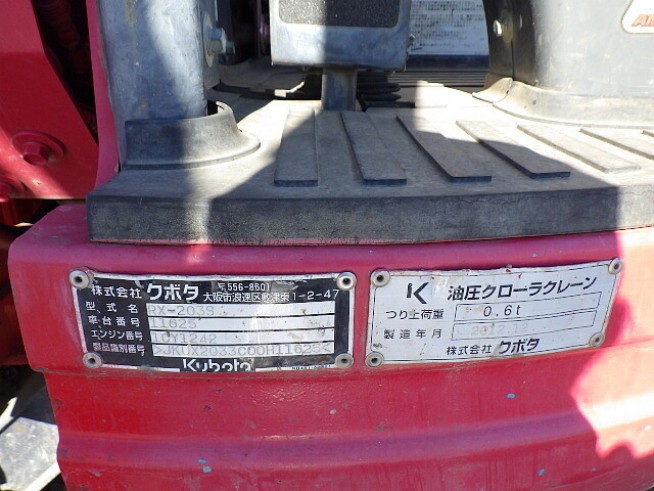 株式会社 クボタ
〒556-8601
大阪市浪速区敷津東1-2-47
型式名 RX-203S
車台番号 11625
エンジン番号 1CY1242
製品識別番号
Kubota
K 油圧クローラクレーン
つり上荷重 0.6t
製造年月
株式会社 クボタ